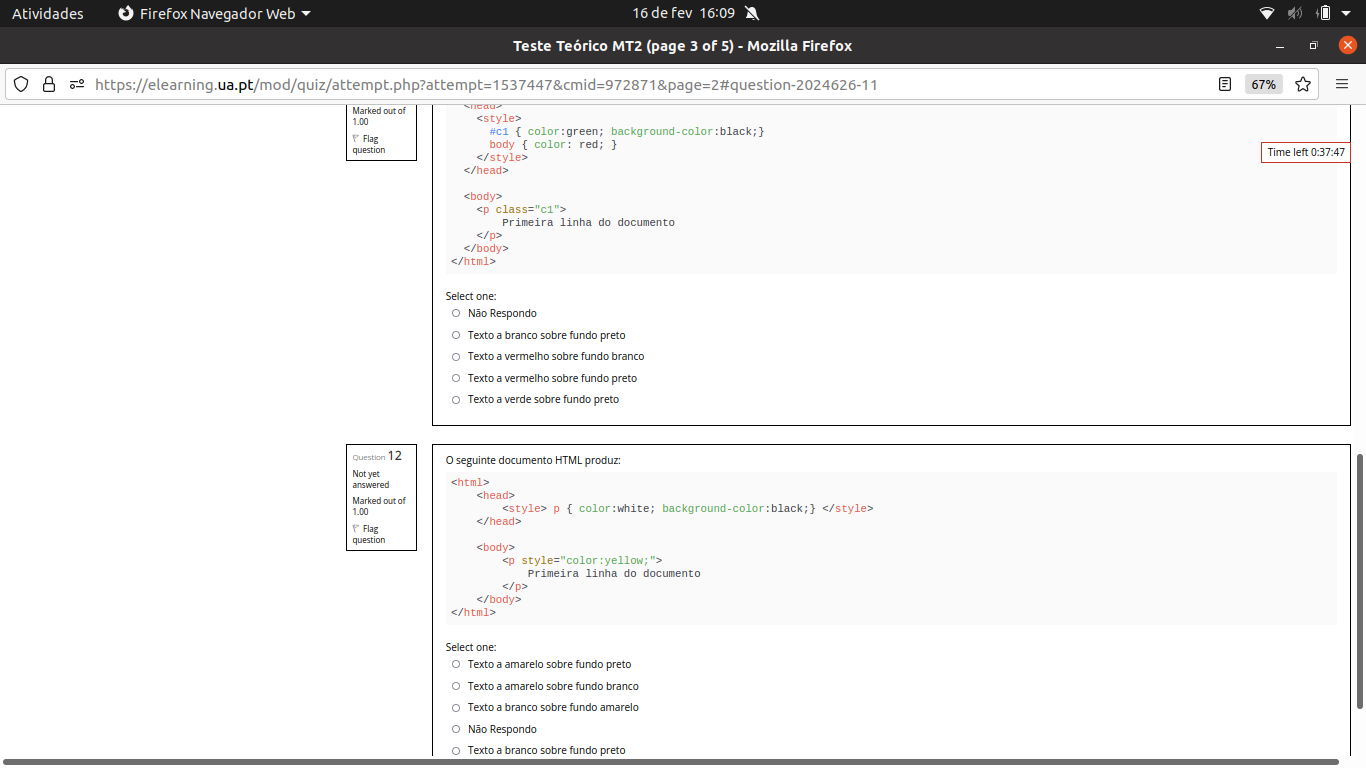 Atividades
Firefox Navegador Web
16 de fev 16:09
Teste Teórico MT2 (page 3 of 5) - Mozilla Firefox
https://elearning.ua.pt/mod/quiz/attempt.php?attempt=1537447&cmid=972871&page=2#question-2024626-11
67%
Marked out of
1.00
Flag
question
<head>
<style>
#c1 { color:green; background-color:black;}
body { color: red; }
</style>
</head>
<body>
<p class="c1">
Primeira linha do documento
</p>
</body>
</html>
Time left 0:37:47
Select one:
Não Respondo
Texto a branco sobre fundo preto
Texto a vermelho sobre fundo branco
Texto a vermelho sobre fundo preto
Texto a verde sobre fundo preto
Question 12
Not yet
answered
Marked out of
1.00
Flag
question
O seguinte documento HTML produz:
<html>
<head>
<style> p { color:white; background-color:black;} </style>
</head>
<body>
<p style="color:yellow;">
Primeira linha do documento
</p>
</body>
</html>
Select one:
Texto a amarelo sobre fundo preto
Texto a amarelo sobre fundo branco
Texto a branco sobre fundo amarelo
Não Respondo
Texto a branco sobre fundo preto